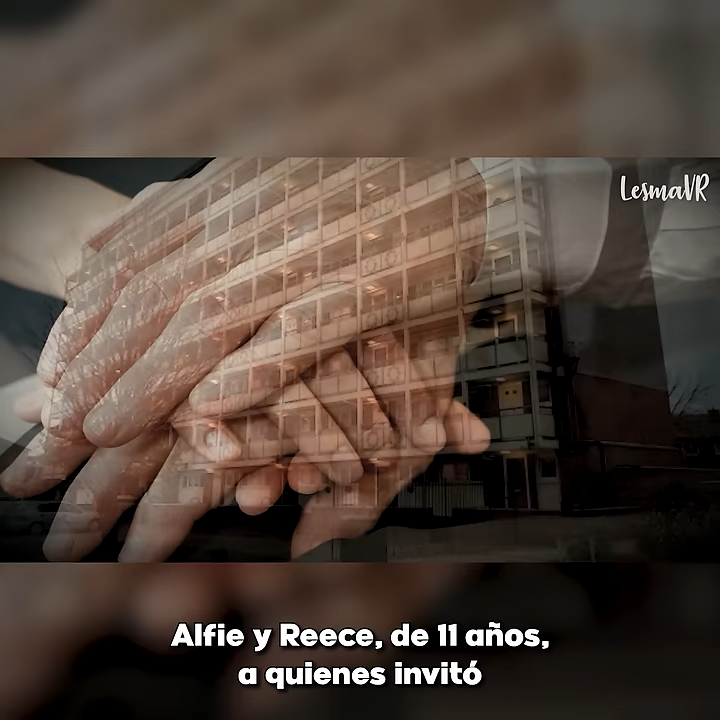 LesmaVR
Alfie y Reece, de 11 años,
a quienes invitó